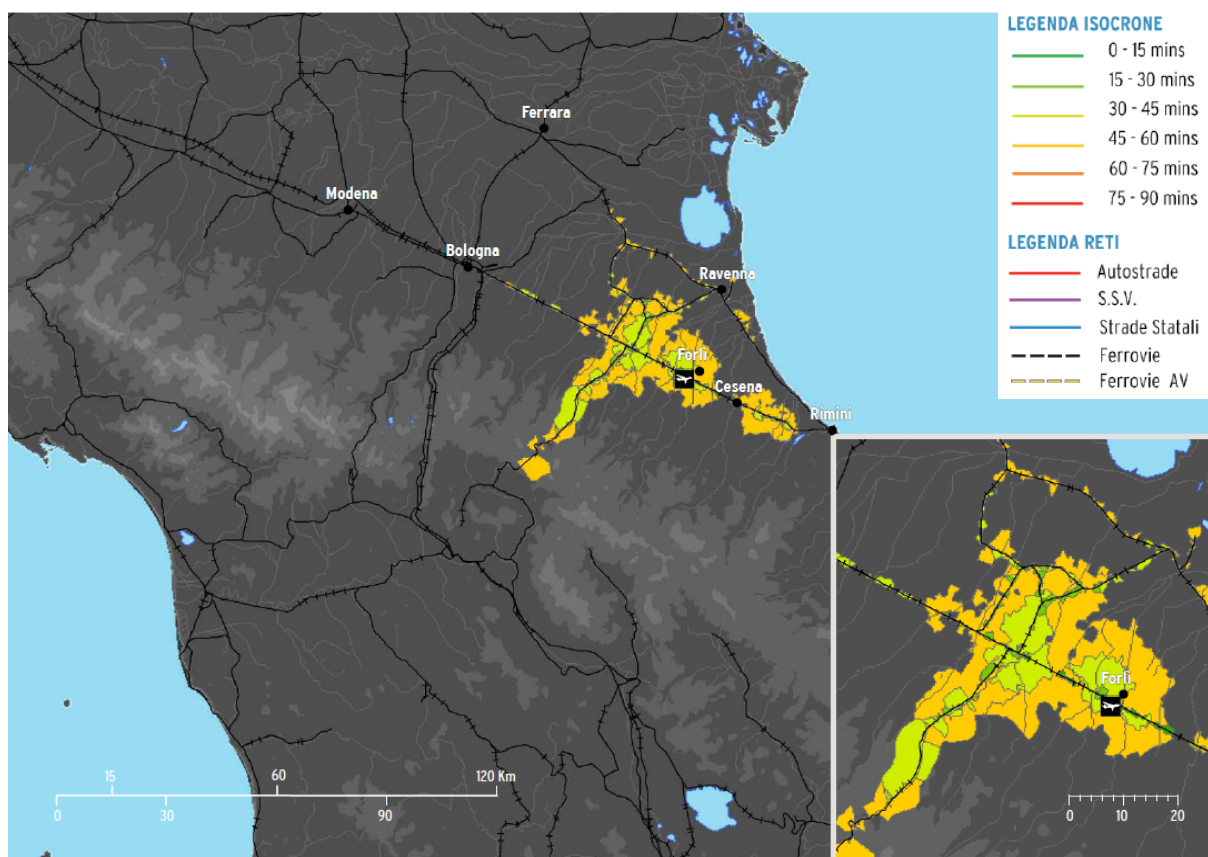 LEGENDA ISOCRONE
0 - 15 mins
15 - 30 mins
30 - 45 mins
45 - 60 mins
60 - 75 mins
75 - 90 mins
LEGENDA RETI
Autostrade
S.S.V.
Strade Statali
Ferrovie
Ferrovie AV
Ferrara
Modena
Bologna
Ravenna
Forlì
Cesena
Rimini
Forlì
15 60 120 Km
0 30 90
0 10 20